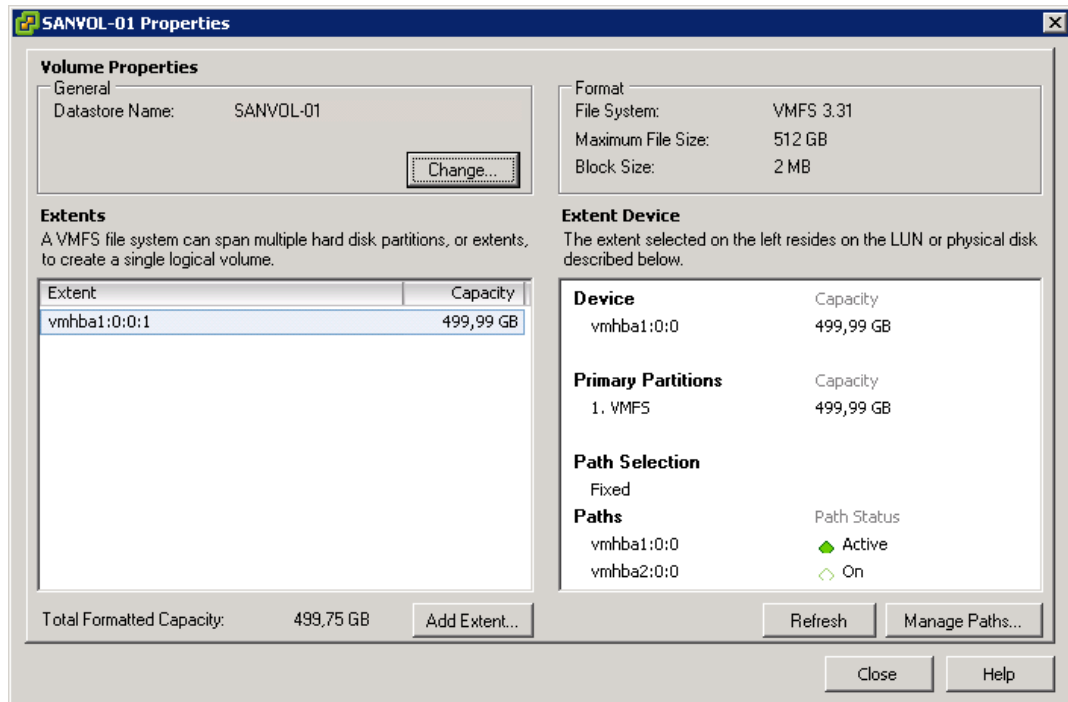 SANVOL-01 Properties
Volume Properties
General
Datastore Name: SANVOL-01
Change...
Format
File System: VMFS 3.31
Maximum File Size: 512 GB
Block Size: 2 MB
Extents
A VMFS file system can span multiple hard disk partitions, or extents,
to create a single logical volume.
Extent Capacity
vmhba1:0:0:1 499,99 GB
Total Formatted Capacity: 499,75 GB
Add Extent...
Extent Device
The extent selected on the left resides on the LUN or physical disk
described below.
Device Capacity
vmhba1:0:0 499,99 GB
Primary Partitions Capacity
1. VMFS 499,99 GB
Path Selection
Fixed
Paths Path Status
vmhba1:0:0 Active
vmhba2:0:0 On
Refresh
Manage Paths...
Close
Help